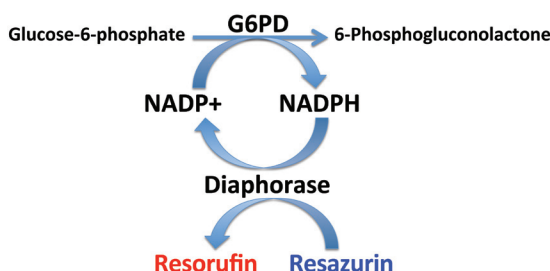 G6PD
Glucose-6-phosphate 6-Phosphogluconolactone
NADP+ NADPH
Diaphorase
Resorufin Resazurin